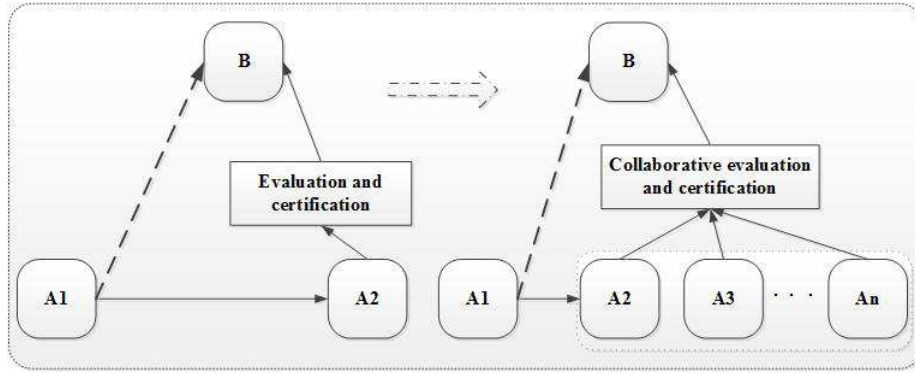 B
Evaluation and
certification
A1
A2
B
Collaborative evaluation
and certification
A1
A2
A3
. . .
An